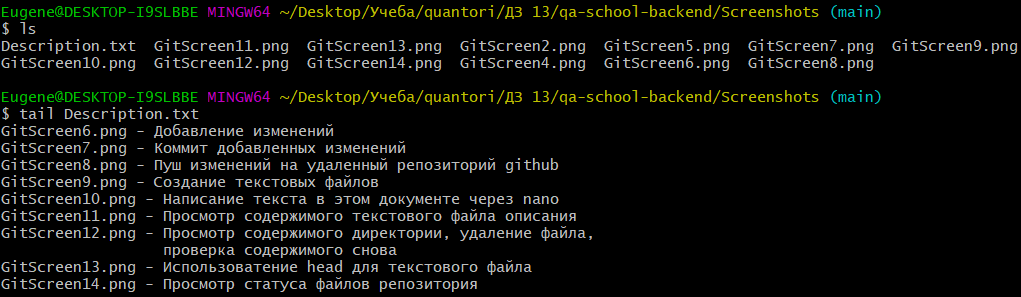 Eugene@DESKTOP-I9SLBBE MINGW64 ~/Desktop/Учеба/quantori/ДЗ 13/qa-school-backend/Screenshots (main)
$ ls
Description.txt  GitScreen11.png  GitScreen13.png  GitScreen2.png  GitScreen5.png  GitScreen7.png  GitScreen9.png
GitScreen10.png  GitScreen12.png  GitScreen14.png  GitScreen4.png  GitScreen6.png  GitScreen8.png
Eugene@DESKTOP-I9SLBBE MINGW64 ~/Desktop/Учеба/quantori/ДЗ 13/qa-school-backend/Screenshots (main)
$ tail Description.txt
GitScreen6.png - Добавление изменений
GitScreen7.png - Коммит добавленных изменений
GitScreen8.png - Пуш изменений на удаленный репозиторий github
GitScreen9.png - Создание текстовых файлов
GitScreen10.png - Написание текста в этом документе через nano
GitScreen11.png - Просмотр содержимого текстового файла описания
GitScreen12.png - Просмотр содержимого директории, удаление файла,
проверка содержимого снова
GitScreen13.png - Использоватение head для текстового файла
GitScreen14.png - Просмотр статуса файлов репозитория